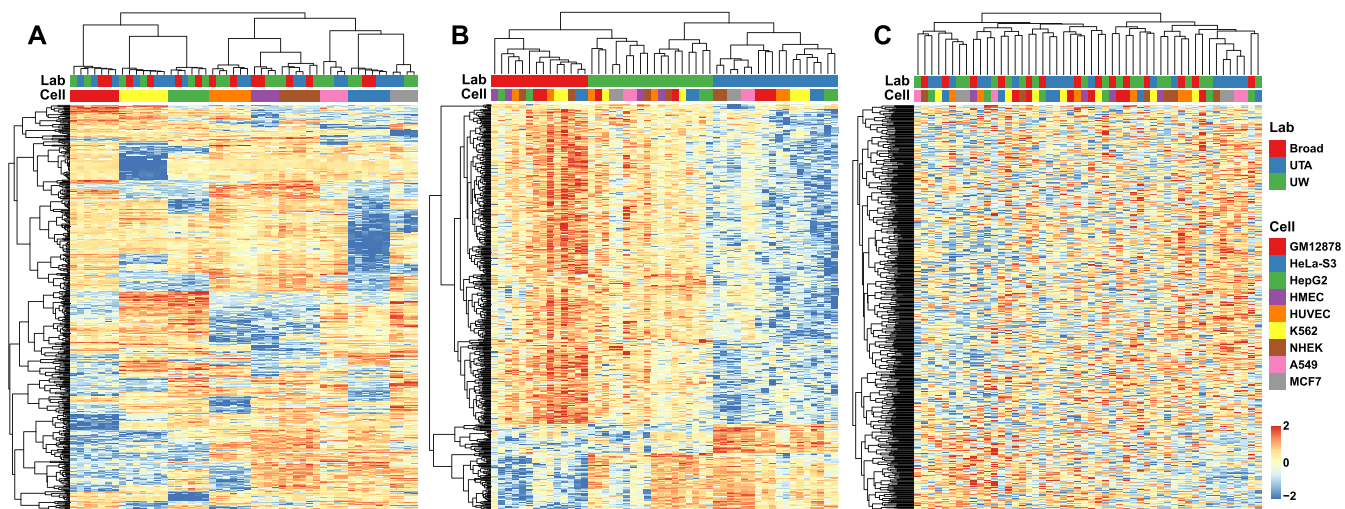 A
B
C
Lab
Cell
Lab
Cell
Lab
Cell
Lab
Broad
UTA
UW
Cell
GM12878
HeLa-S3
HepG2
HMEC
HUVEC
K562
NHEK
A549
MCF7
2
0
−2